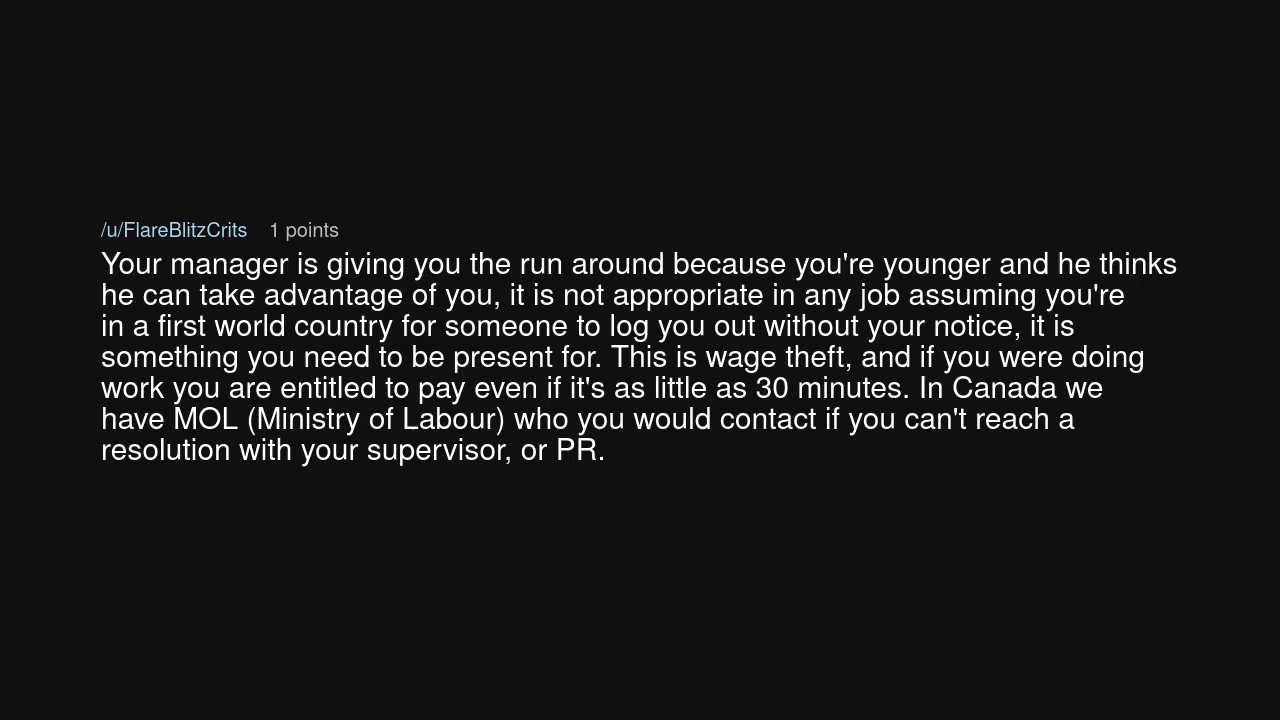 /u/FlareBlitzCrits 1 points
Your manager is giving you the run around because you're younger and he thinks
he can take advantage of you, it is not appropriate in any job assuming you're
in a first world country for someone to log you out without your notice, it is
something you need to be present for. This is wage theft, and if you were doing
work you are entitled to pay even if it's as little as 30 minutes. In Canada we
have MOL (Ministry of Labour) who you would contact if you can't reach a
resolution with your supervisor, or PR.